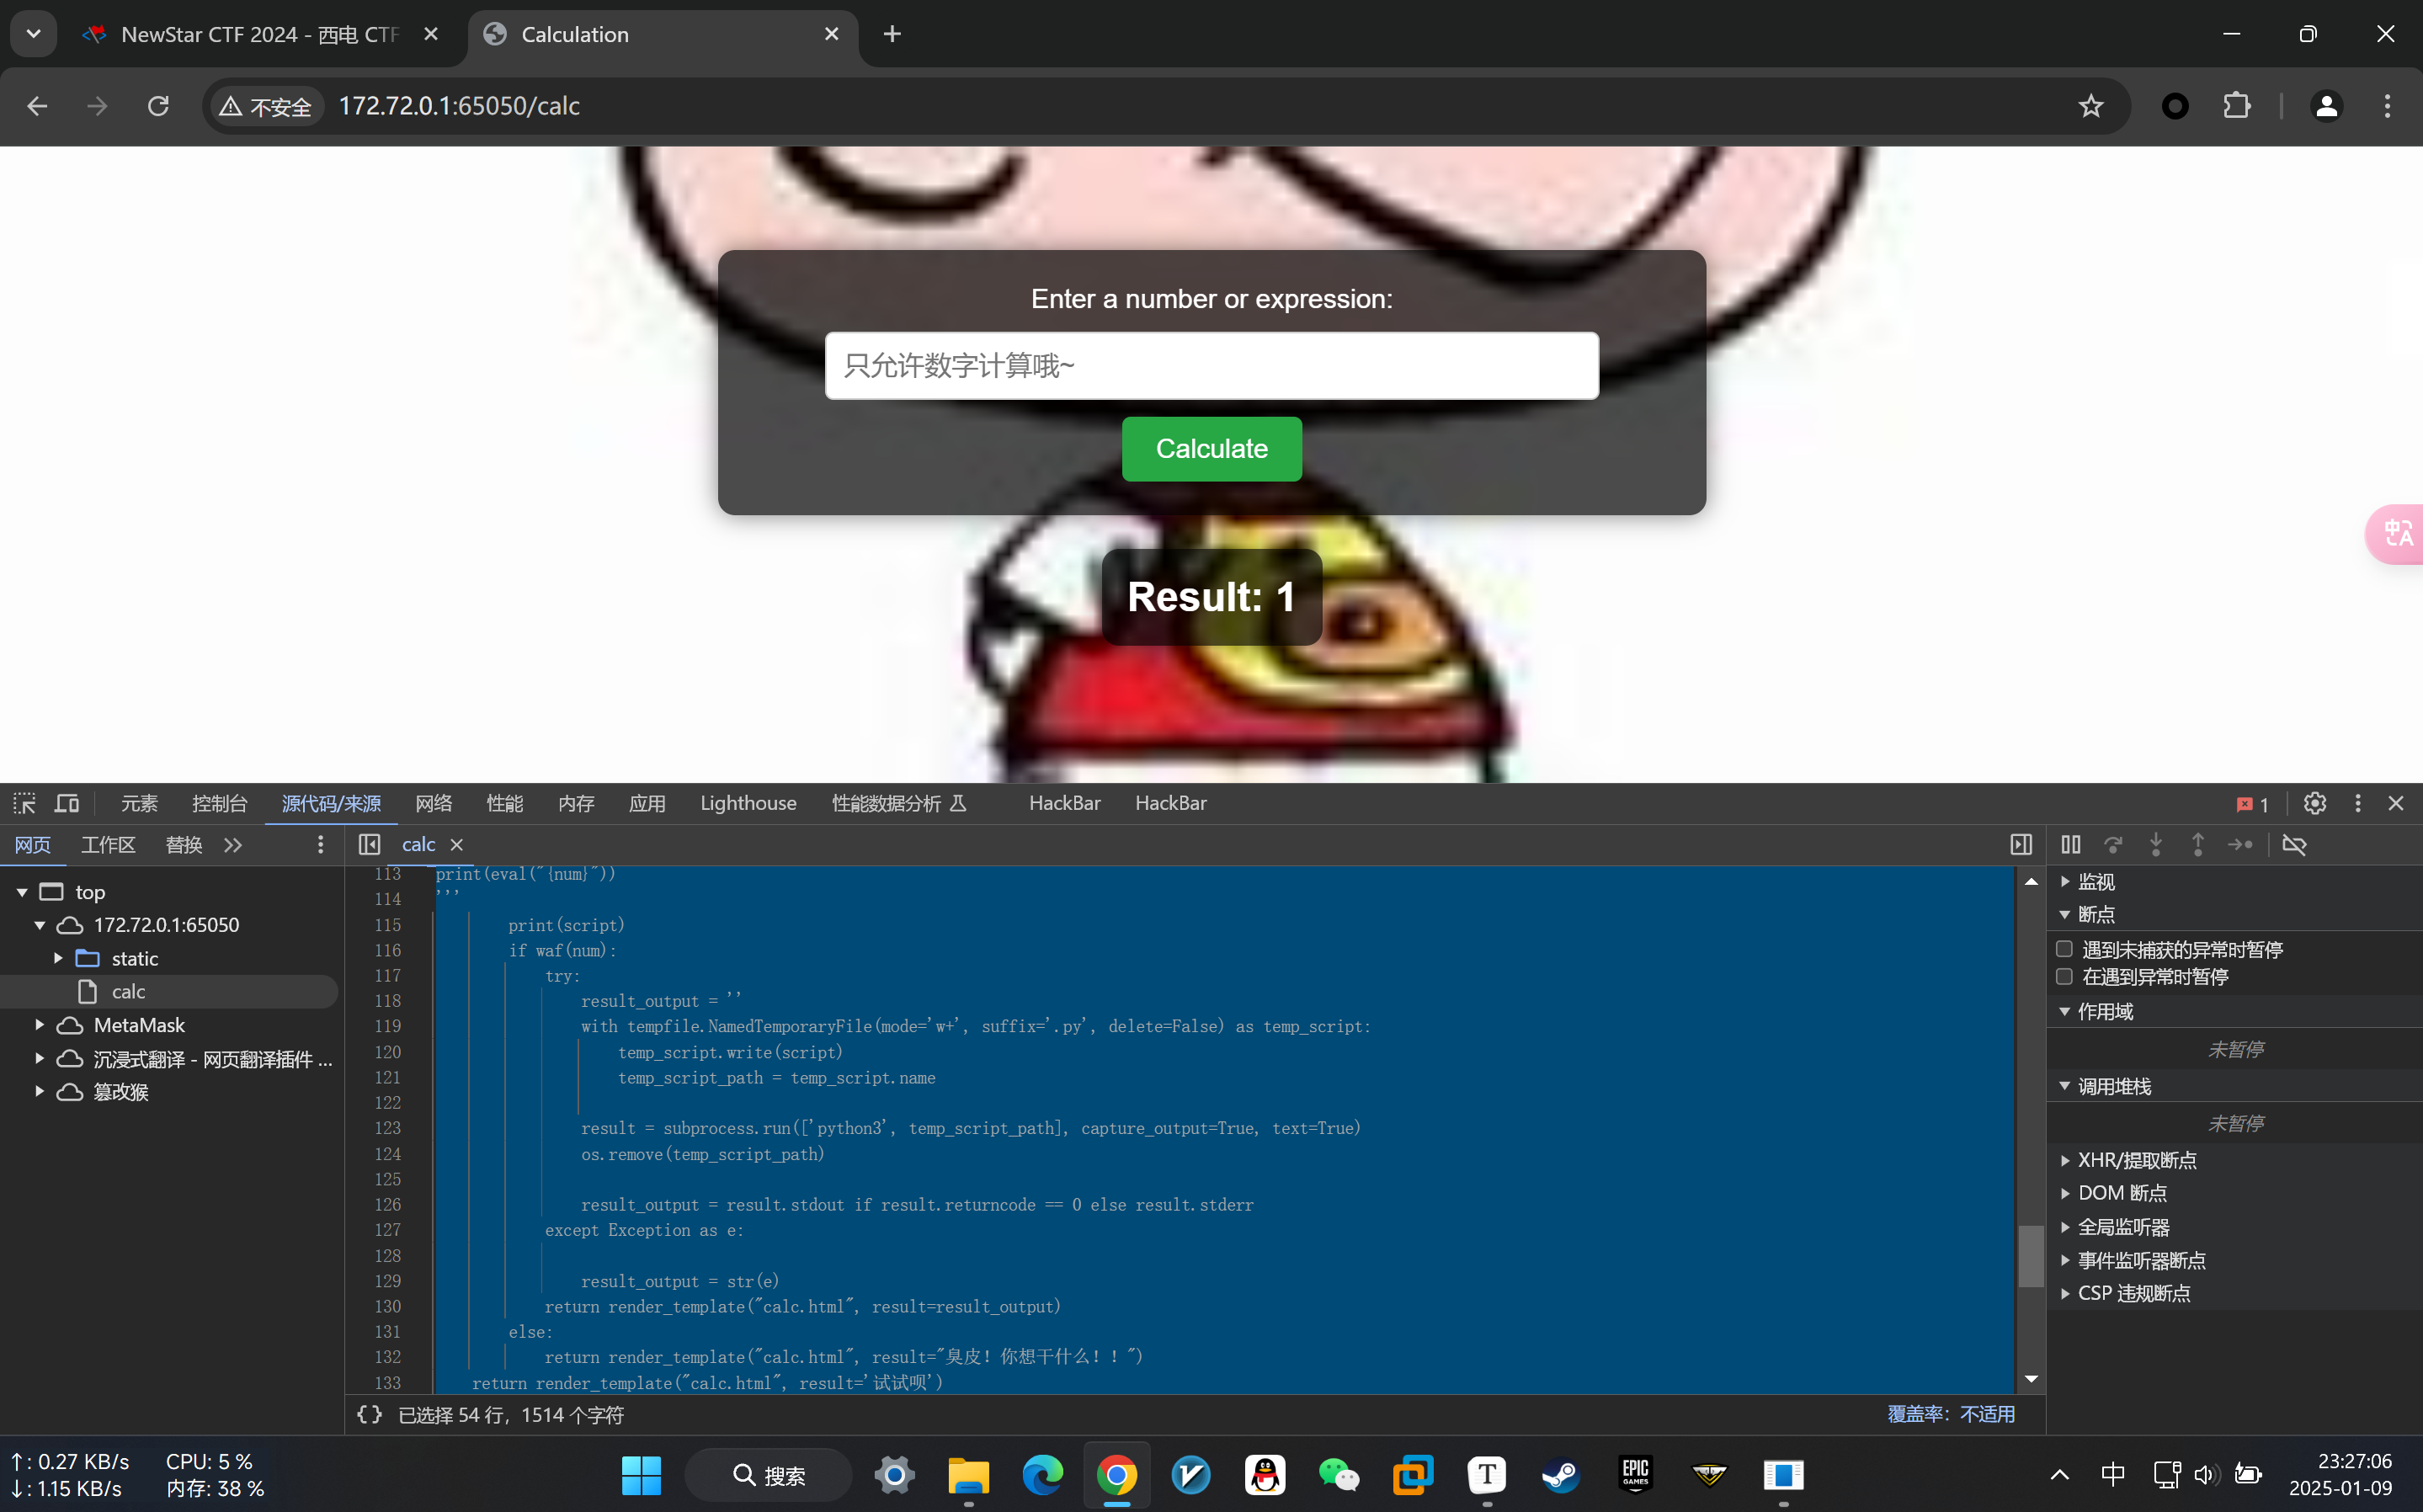 NewStar CTF 2024 - 西电 CTF
Calculation
不安全
172.72.0.1:65050/calc
Enter a number or expression:
只允许数字计算哦~
Calculate
Result: 1
元素
控制台
源代码/来源
网络
性能
内存
应用
Lighthouse
性能数据分析
HackBar
HackBar
1
网页
工作区
替换
calc
top
172.72.0.1:65050
static
calc
MetaMask
沉浸式翻译 - 网页翻译插件 ...
篡改猴
113 print(eval("{num}"))
114 '''
115 print(script)
116 if waf(num):
117 try:
118 result_output = ''
119 with tempfile.NamedTemporaryFile(mode='w+', suffix='.py', delete=False) as temp_script:
120 temp_script.write(script)
121 temp_script_path = temp_script.name
122
123 result = subprocess.run(['python3', temp_script_path], capture_output=True, text=True)
124 os.remove(temp_script_path)
125
126 result_output = result.stdout if result.returncode == 0 else result.stderr
127 except Exception as e:
128
129 result_output = str(e)
130 return render_template("calc.html", result=result_output)
131 else:
132 return render_template("calc.html", result="臭皮！你想干什么！！")
133 return render_template("calc.html", result='试试呗')
{} 已选择 54 行，1514 个字符
覆盖率：不适用
监视
断点
遇到未捕获的异常时暂停
在遇到异常时暂停
作用域
未暂停
调用堆栈
未暂停
XHR/提取断点
DOM 断点
全局监听器
事件监听器断点
CSP 违规断点
↑: 0.27 KB/s
CPU: 5 %
↓: 1.15 KB/s
内存: 38 %
搜索
EPIC
GAMES
中
23:27:06
2025-01-09